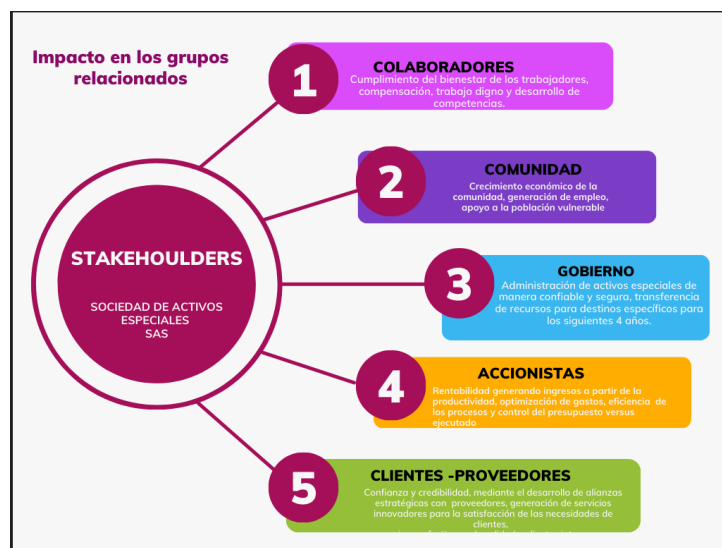 Impacto en los grupos
relacionados
1
COLABORADORES
Cumplimiento del bienestar de los trabajadores,
compensación, trabajo digno y desarrollo de
competencias.
2
COMUNIDAD
Crecimiento económico de la
comunidad, generación de empleo,
apoyo a la población vulnerable
STAKEHOULDERS
SOCIEDAD DE ACTIVOS
ESPECIALES
SAS
3
GOBIERNO
Administración de activos especiales de
manera confiable y segura, transferencia
de recursos para destinos específicos para
los siguientes 4 años.
4
ACCIONISTAS
Rentabilidad generando ingresos a partir de la
productividad, optimización de gastos, eficiencia de
los procesos y control del presupuesto versus
ejecutado
5
CLIENTES -PROVEEDORES
Confianza y credibilidad, mediante el desarrollo de alianzas
estratégicas con proveedores, generación de servicios
innovadores para la satisfacción de las necesidades de
clientes,